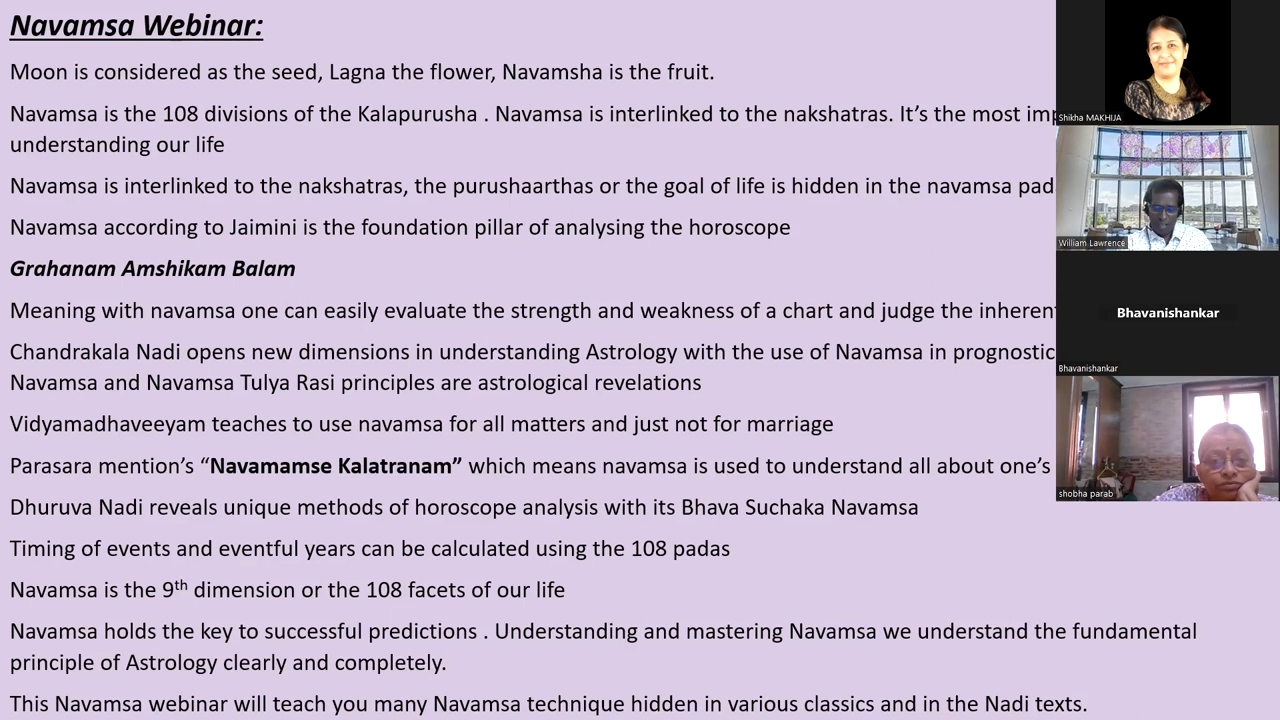 Navamsa Webinar:
Moon is considered as the seed, Lagna the flower, Navamsha is the fruit.
Navamsa is the 108 divisions of the Kalapurusha . Navamsa is interlinked to the nakshatras. It's the most
understanding our life
Navamsa is interlinked to the nakshatras, the purushaarthas or the goal of life is hidden in the navamsa
Navamsa according to Jaimini is the foundation pillar of analysing the horoscope
Grahanam Amshikam Balam
Meaning with navamsa one can easily evaluate the strength and weakness of a chart and judge the
Chandrakala Nadi opens new dimensions in understanding Astrology with the use of Navamsa in
Navamsa and Navamsa Tulya Rasi principles are astrological revelations
Vidyamadhaveeyam teaches to use navamsa for all matters and just not for marriage
Parasara mention's “Navamamse Kalatranam” which means navamsa is used to understand all about one's
Dhuruva Nadi reveals unique methods of horoscope analysis with its Bhava Suchaka Navamsa
Timing of events and eventful years can be calculated using the 108 padas
Navamsa is the 9th dimension or the 108 facets of our life
Navamsa holds the key to successful predictions . Understanding and mastering Navamsa we understand the fundamental
principle of Astrology clearly and completely.
This Navamsa webinar will teach you many Navamsa technique hidden in various classics and in the Nadi texts.
Shikha MAKHIJA
William Lawrence
Bhavanishankar
Bhavanishankar
shobha parab